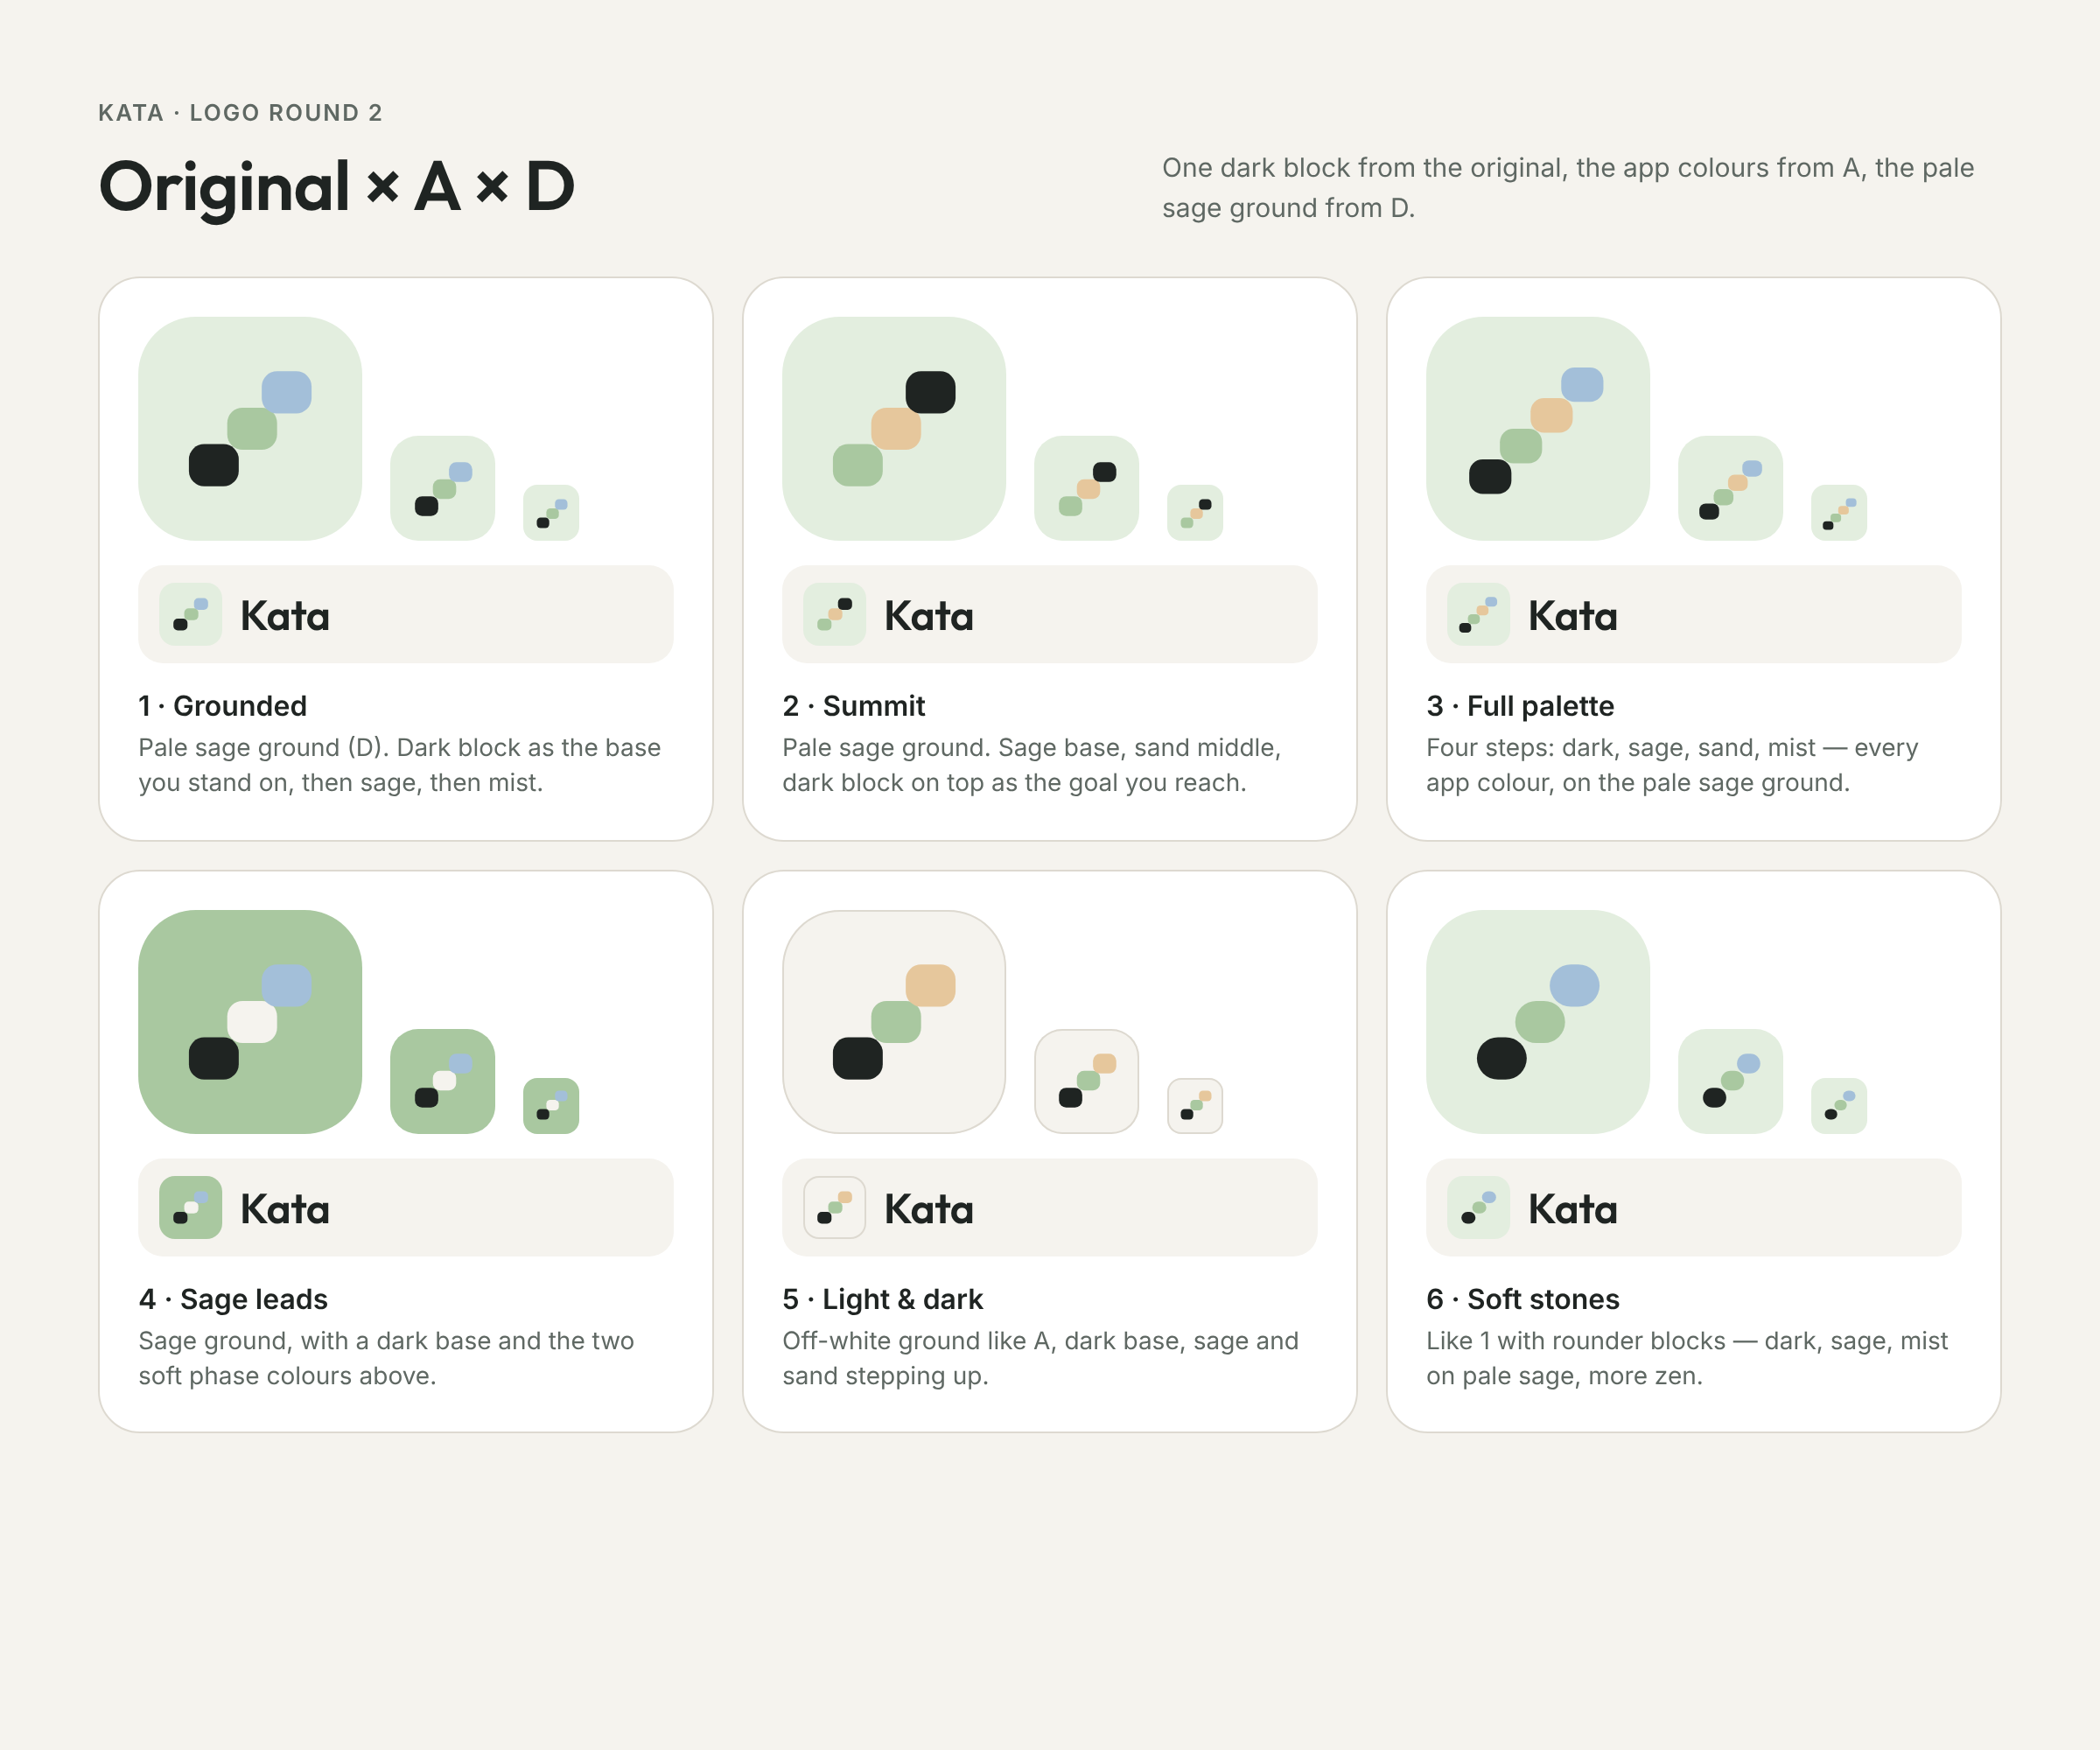 KATA · LOGO ROUND 2
Original × A × D
One dark block from the original, the app colours from A, the pale
sage ground from D.
Kata
1 · Grounded
Pale sage ground (D). Dark block as the base
you stand on, then sage, then mist.
Kata
2 · Summit
Pale sage ground. Sage base, sand middle,
dark block on top as the goal you reach.
Kata
3 · Full palette
Four steps: dark, sage, sand, mist — every
app colour, on the pale sage ground.
Kata
4 · Sage leads
Sage ground, with a dark base and the two
soft phase colours above.
Kata
5 · Light & dark
Off-white ground like A, dark base, sage and
sand stepping up.
Kata
6 · Soft stones
Like 1 with rounder blocks — dark, sage, mist
on pale sage, more zen.